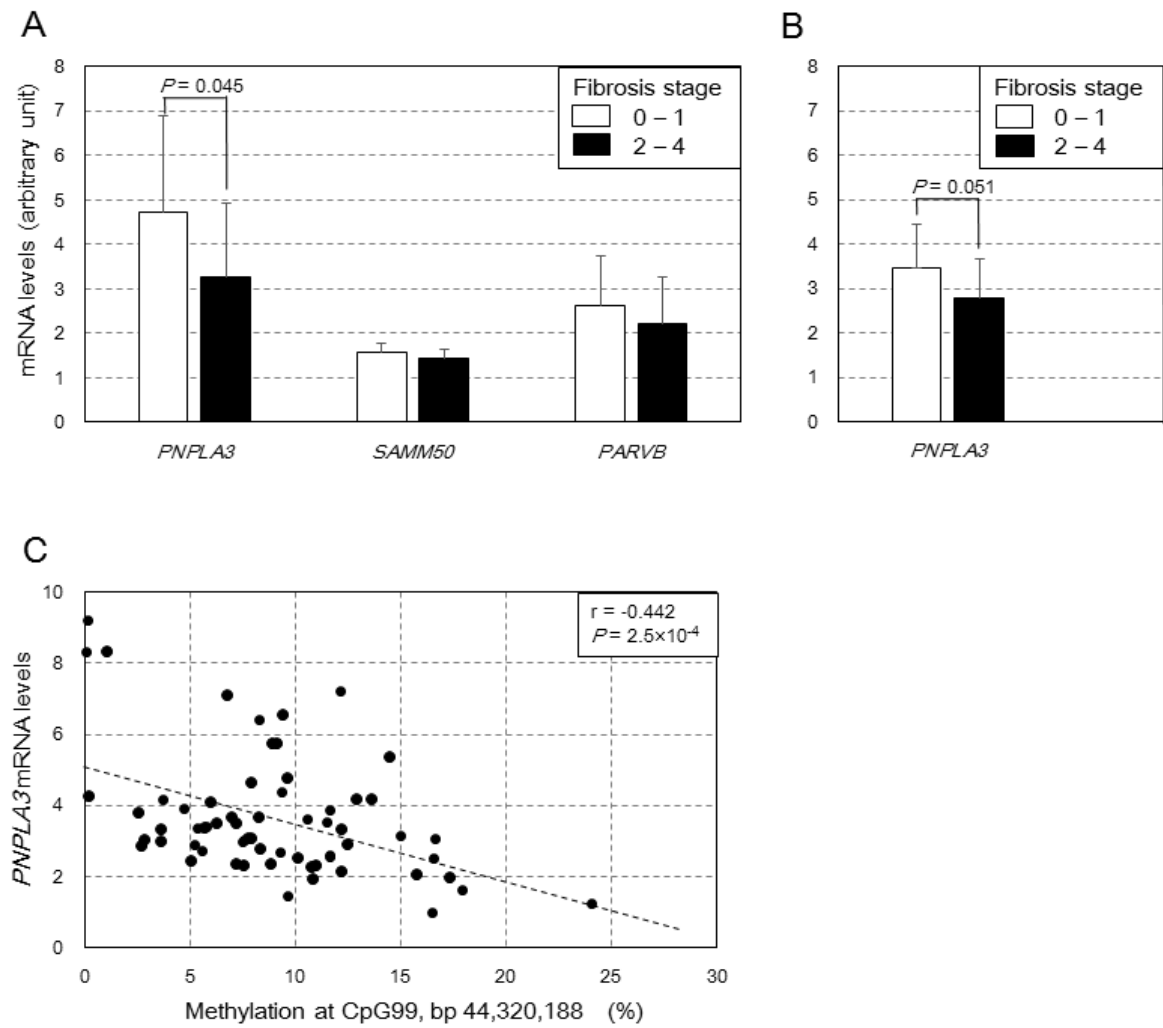 A
mRNA levels (arbitrary unit)
8
7
6
5
4
3
2
1
0
P = 0.045
Fibrosis stage
0 – 1
2 – 4
PNPLA3
SAMM50
PARVB
B
8
7
6
5
4
3
2
1
0
Fibrosis stage
0 – 1
2 – 4
P = 0.051
PNPLA3
C
PNPLA3 mRNA levels
10
8
6
4
2
0
r = -0.442
P = 2.5×10⁻⁴
0 5 10 15 20 25 30
Methylation at CpG99, bp 44,320,188 (%)